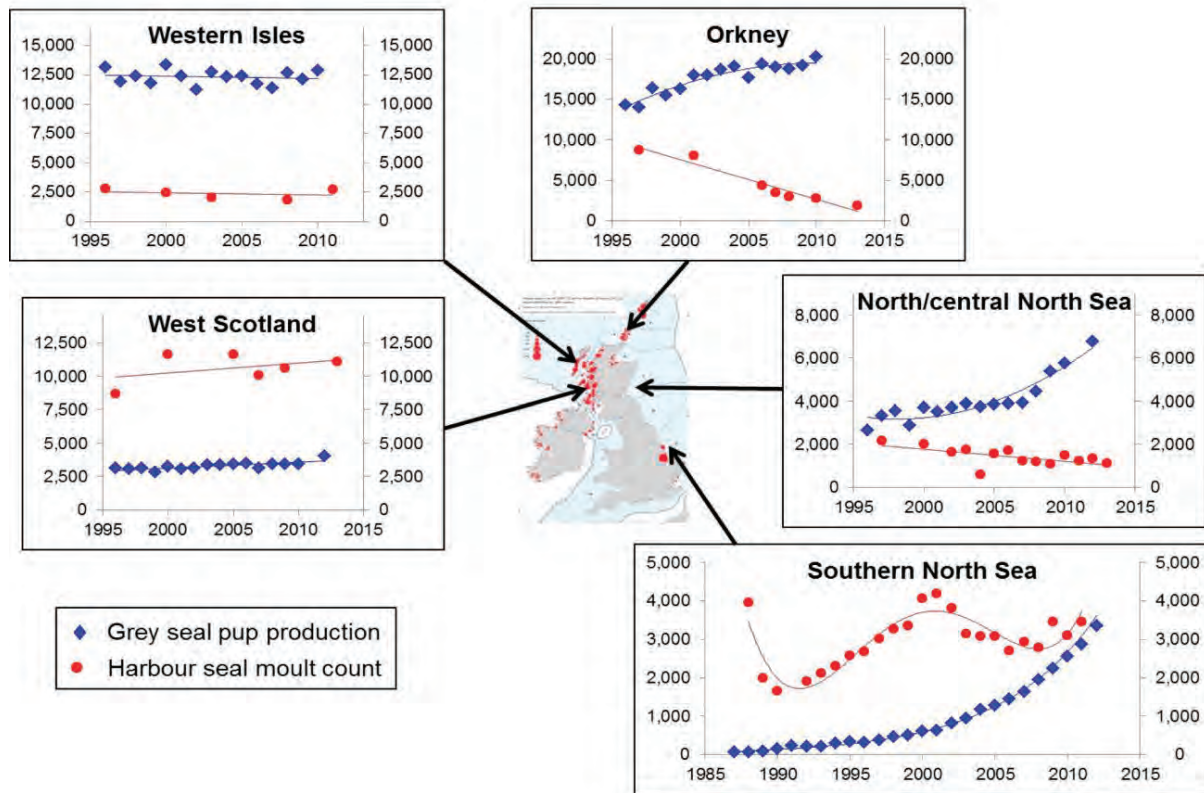 Western Isles
15,000 15,000
12,500 12,500
10,000 10,000
7,500 7,500
5,000 5,000
2,500 2,500
0 0
1995 2000 2005 2010
Orkney
20,000 20,000
15,000 15,000
10,000 10,000
5,000 5,000
0 0
1995 2000 2005 2010 2015
West Scotland
12,500 12,500
10,000 10,000
7,500 7,500
5,000 5,000
2,500 2,500
0 0
1995 2000 2005 2010 2015
North/central North Sea
8,000 8,000
6,000 6,000
4,000 4,000
2,000 2,000
0 0
1995 2000 2005 2010 2015
Southern North Sea
5,000 5,000
4,000 4,000
3,000 3,000
2,000 2,000
1,000 1,000
0 0
1985 1990 1995 2000 2005 2010 2015
Grey seal pup production
Harbour seal moult count